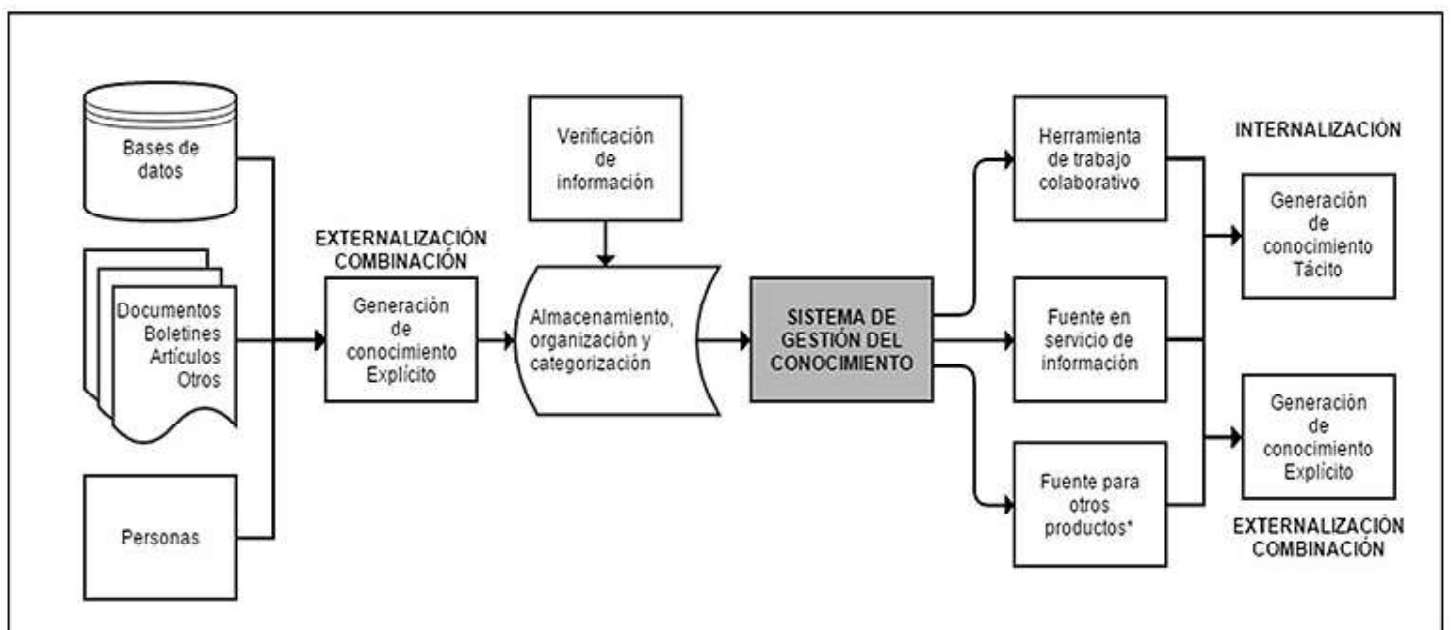 Bases de
datos
Documentos
Boletines
Artículos
Otros
Personas
EXTERNALIZACIÓN
COMBINACIÓN
Generación
de
conocimiento
Explícito
Verificación
de
información
Almacenamiento,
organización y
categorización
SISTEMA DE
GESTIÓN DEL
CONOCIMIENTO
Herramienta
de trabajo
colaborativo
Fuente en
servicio de
información
Fuente para
otros
productos*
INTERNALIZACIÓN
Generación
de
conocimiento
Tácito
Generación
de
conocimiento
Explícito
EXTERNALIZACIÓN
COMBINACIÓN